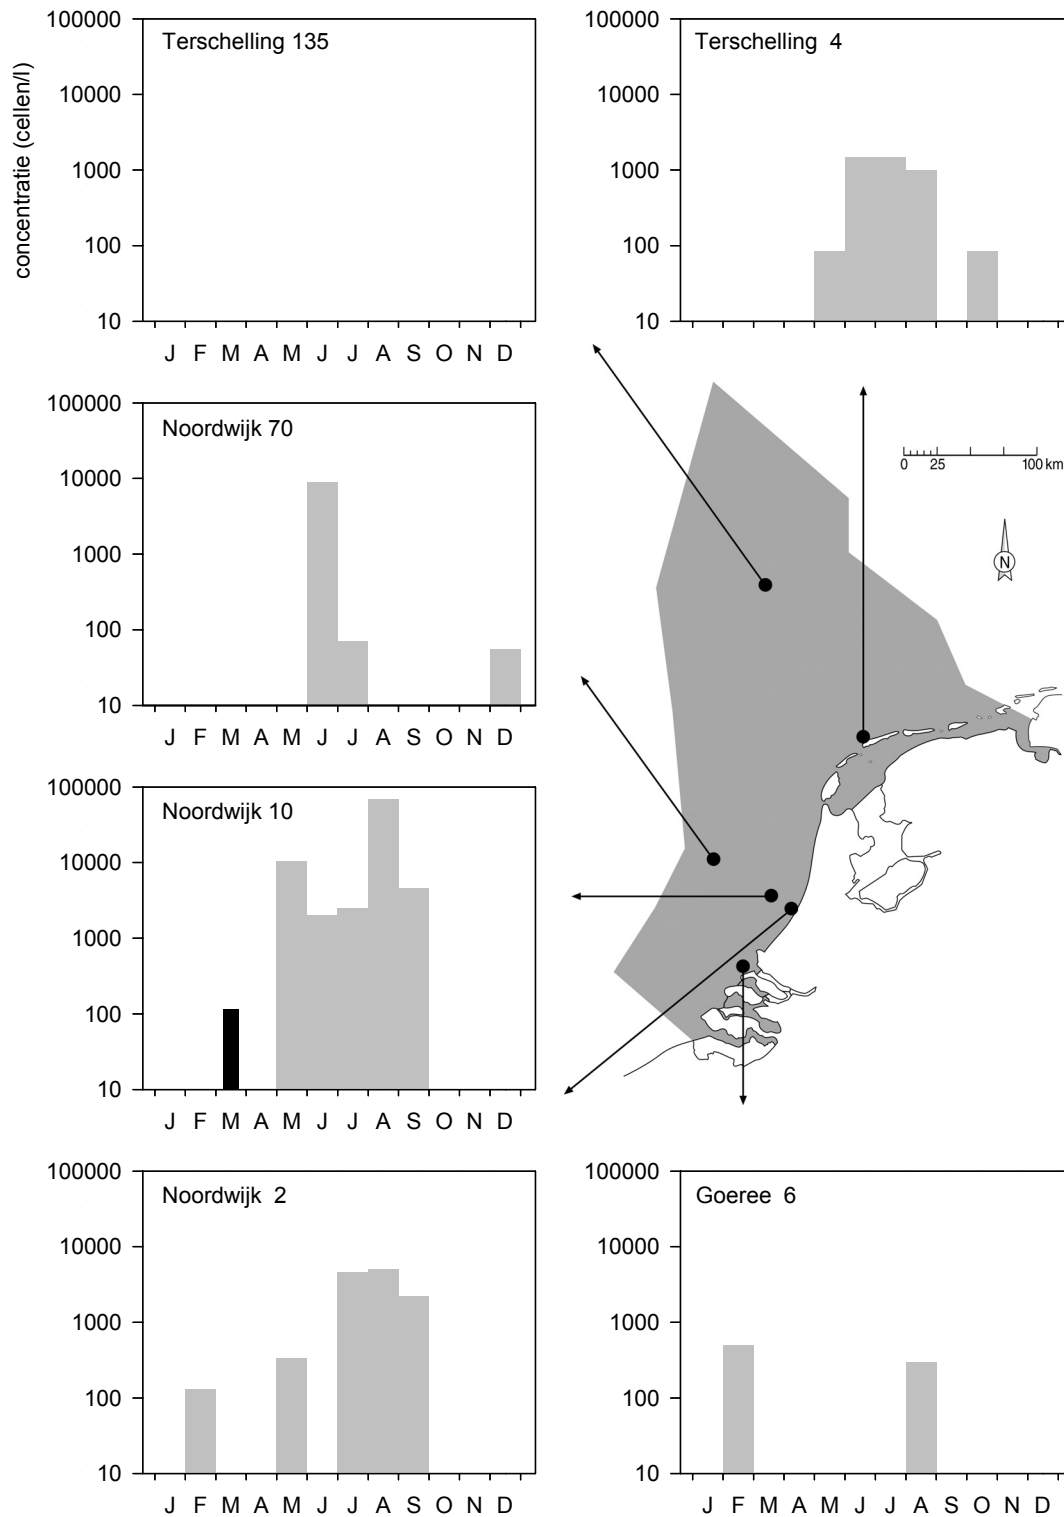 concentratie (cellen/l)
Terschelling 135
100000
10000
1000
100
10
J F M A M J J A S O N D
Terschelling 4
100000
10000
1000
100
10
Noordwijk 70
100000
10000
1000
100
10
J F M A M J J A S O N D
0 25 100 km
N
Noordwijk 10
100000
10000
1000
100
10
J F M A M J J A S O N D
Noordwijk 2
100000
10000
1000
100
10
J F M A M J J A S O N D
Goeree 6
100000
10000
1000
100
10
J F M A M J J A S O N D